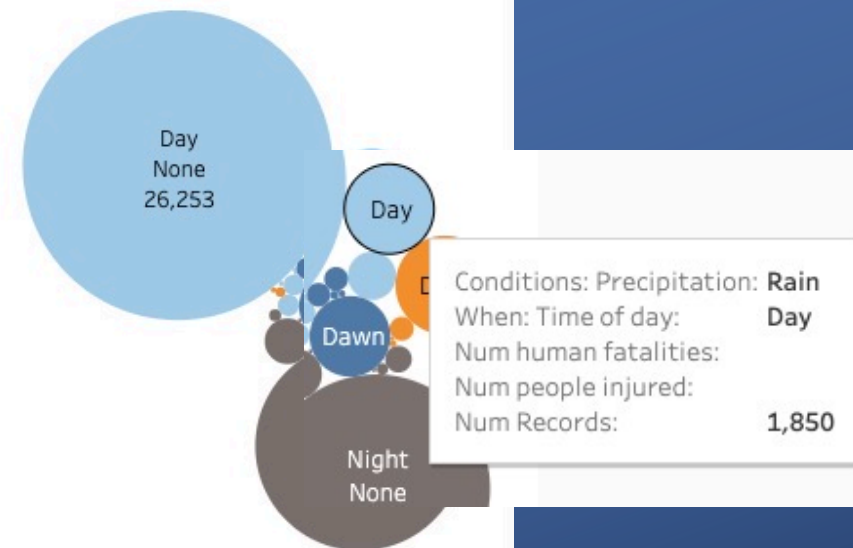 Day
None
26,253
Day
Dawn
Night
None
Conditions: Precipitation: Rain
When: Time of day: Day
Num human fatalities:
Num people injured:
Num Records: 1,850